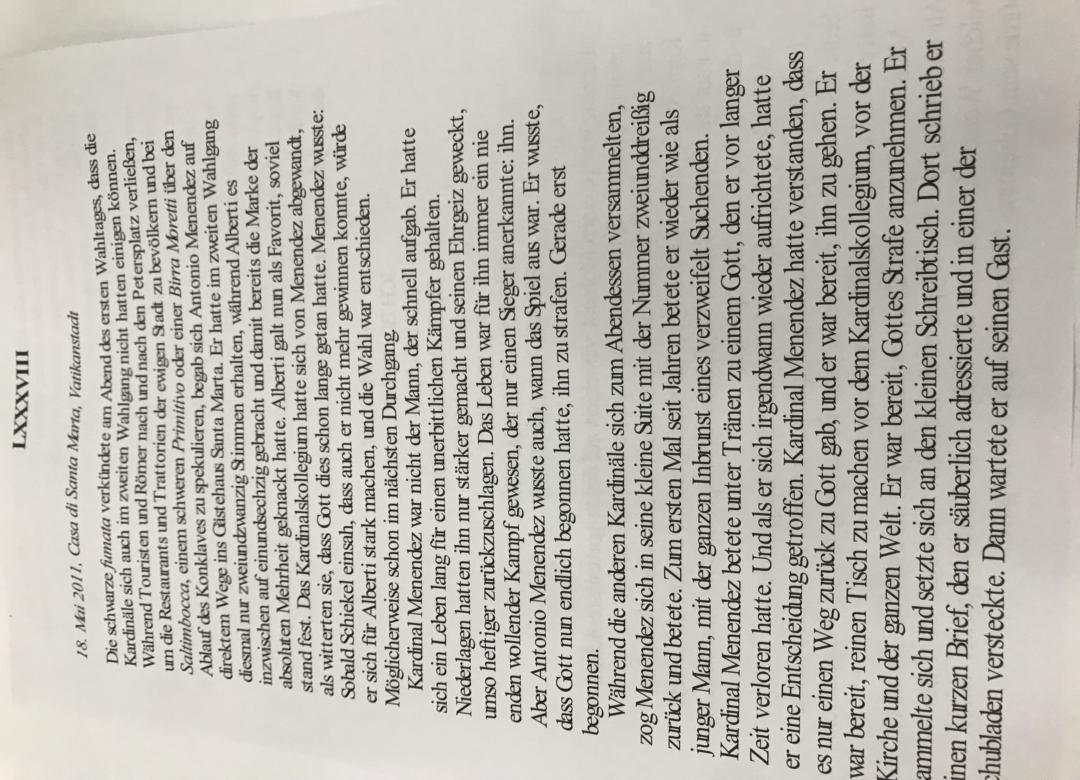 LXXXVIII
18. Mai 2011, Casa di Santa Marta, Vatikanstadt
Die schwarze fumata verkündete am Abend des ersten Wahltages, dass die
Kardinäle sich auch im zweiten Wahlgang nicht hatten einigen können.
Während Touristen und Römer nach und nach den Petersplatz verließen,
um die Restaurants und Trattorien der ewigen Stadt zu bevölkern und bei
Saltimbocca, einem schweren Primitivo oder einer Birra Moretti über den
Ablauf des Konklaves zu spekulieren, begab sich Antonio Menendez auf
direktem Wege ins Gästehaus Santa Marta. Er hatte im zweiten Wahlgang
diesmal nur zweiundzwanzig Stimmen erhalten, während Alberti es
inzwischen auf einundsechzig gebracht und damit bereits die Marke der
absoluten Mehrheit geknackt hatte. Alberti galt nun als Favorit, soviel
stand fest. Das Kardinalskollegium hatte sich von Menendez abgewandt,
als witterten sie, dass Gott dies schon lange getan hatte. Menendez wusste:
Sobald Schiekel einsah, dass auch er nicht mehr gewinnen konnte, würde
er sich für Alberti stark machen, und die Wahl war entschieden.
Möglicherweise schon im nächsten Durchgang.
Kardinal Menendez war nicht der Mann, der schnell aufgab. Er hatte
sich ein Leben lang für einen unerbittlichen Kämpfer gehalten.
Niederlagen hatten ihn nur stärker gemacht und seinen Ehrgeiz geweckt,
umso heftiger zurückzuschlagen. Das Leben war für ihn immer ein nie
enden wollender Kampf gewesen, der nur einen Sieger anerkannte: ihn.
Aber Antonio Menendez wusste auch, wann das Spiel aus war. Er wusste,
dass Gott nun endlich begonnen hatte, ihn zu strafen. Gerade erst
begonnen.
Während die anderen Kardinäle sich zum Abendessen versammelten,
zog Menendez sich in seine kleine Suite mit der Nummer zweiunddreißig
zurück und betete. Zum ersten Mal seit Jahren betete er wieder wie als
junger Mann, mit der ganzen Inbrunst eines verzweifelt Suchenden.
Kardinal Menendez betete unter Tränen zu einem Gott, den er vor langer
Zeit verloren hatte. Und als er sich irgendwann wieder aufrichtete, hatte
er eine Entscheidung getroffen. Kardinal Menendez hatte verstanden, dass
es nur einen Weg zurück zu Gott gab, und er war bereit, ihn zu gehen. Er
war bereit, reinen Tisch zu machen vor dem Kardinalskollegium, vor der
Kirche und der ganzen Welt. Er war bereit, Gottes Strafe anzunehmen. Er
ammelte sich und setzte sich an den kleinen Schreibtisch. Dort schrieb er
inen kurzen Brief, den er säuberlich adressierte und in einer der
hubladen versteckte. Dann wartete er auf seinen Gast.